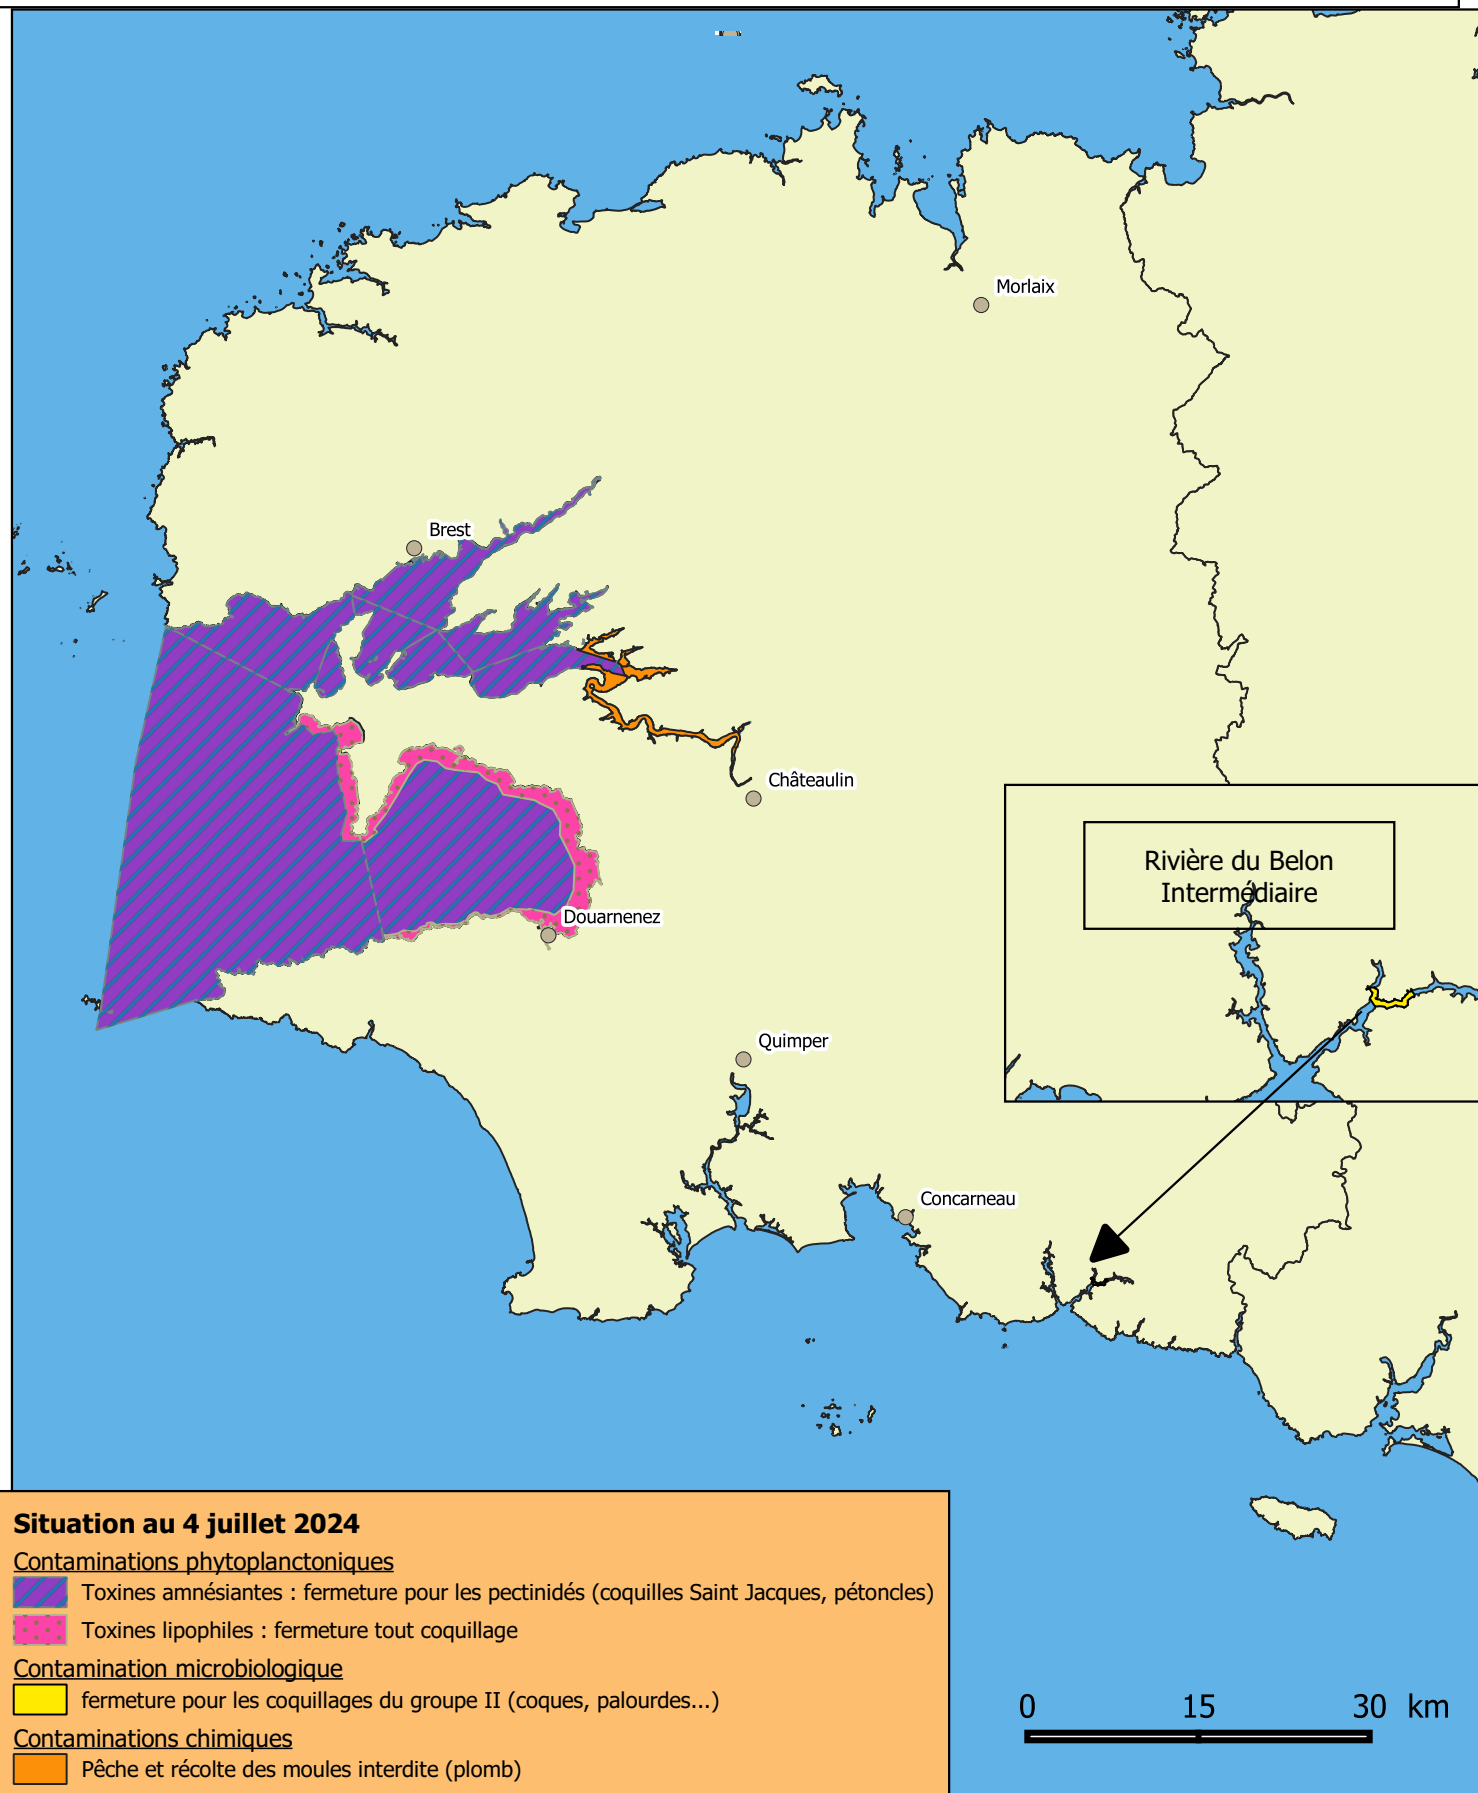 Morlaix
Brest
Châteaulin
Rivière du Belon
Intermédiaire
Douarnenez
Quimper
Concarneau
Situation au 4 juillet 2024
Contaminations phytoplanctoniques
Toxines amnésiantes : fermeture pour les pectinidés (coquilles Saint Jacques, pétoncles)
Toxines lipophiles : fermeture tout coquillage
Contamination microbiologique
fermeture pour les coquillages du groupe II (coques, palourdes...)
Contaminations chimiques
Pêche et récolte des moules interdite (plomb)
0 15 30 km